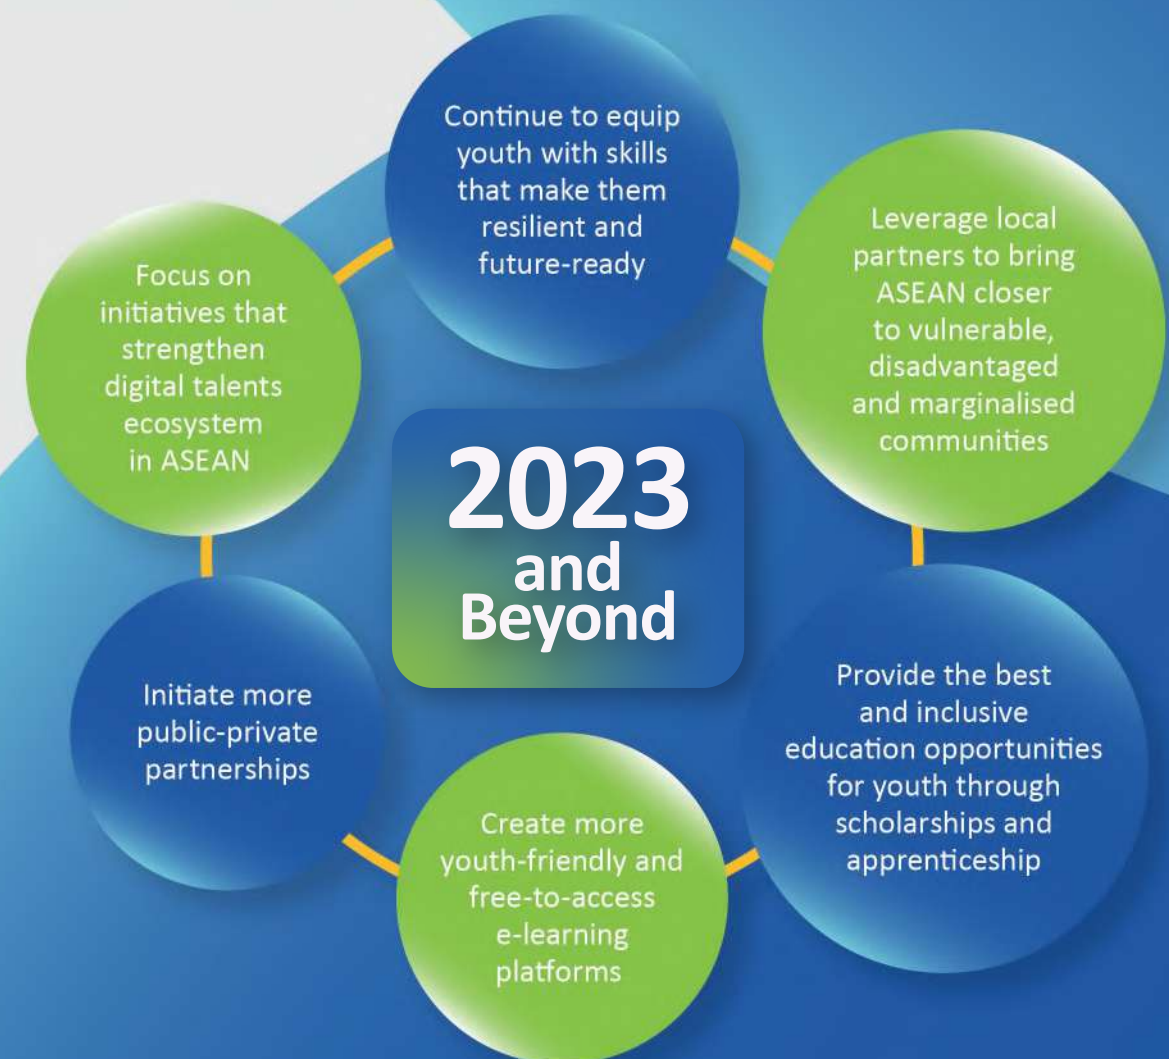 Continue to equip
youth with skills
that make them
resilient and
future-ready
Leverage local
partners to bring
ASEAN closer
to vulnerable,
disadvantaged
and marginalised
communities
Provide the best
and inclusive
education opportunities
for youth through
scholarships and
apprenticeship
Create more
youth-friendly and
free-to-access
e-learning
platforms
Initiate more
public-private
partnerships
Focus on
initiatives that
strengthen
digital talents
ecosystem
in ASEAN
2023
and
Beyond